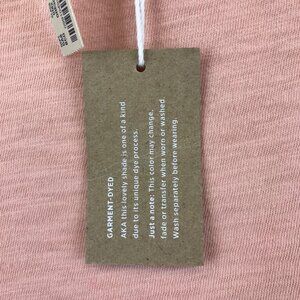 GARMENT-DYED
AKA this lovely shade is one of a kind
due to its unique dye process.
Just a note: This color may change,
fade or transfer when worn or washed.
Wash separately before wearing.